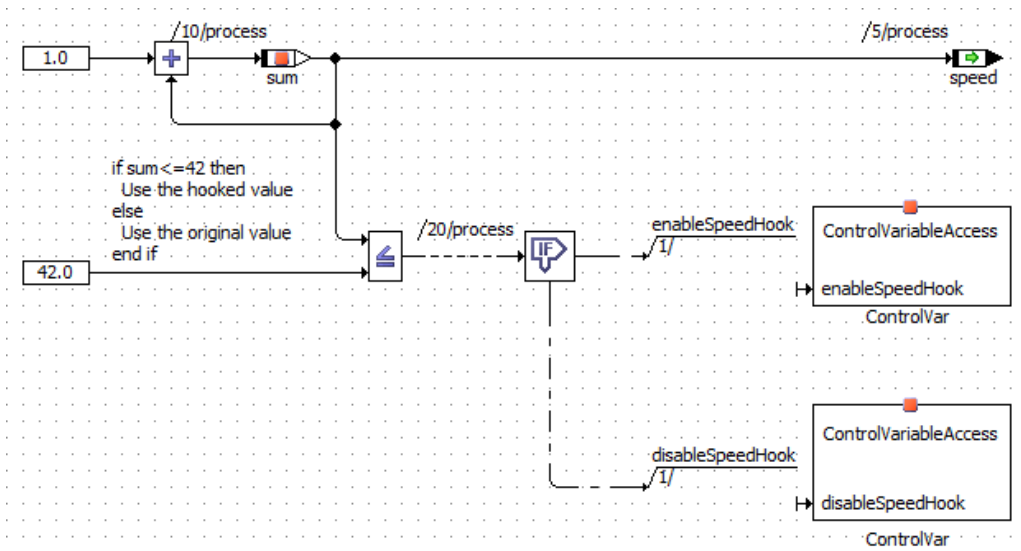 /10/process
/5/process
1.0
+
sum
speed
if sum<=42 then
Use the hooked value
else
Use the original value
end if
/20/process
enableSpeedHook
/1/
ControlVariableAccess
≤
IF
42.0
enableSpeedHook
ControlVar
ControlVariableAccess
disableSpeedHook
/1/
disableSpeedHook
ControlVar